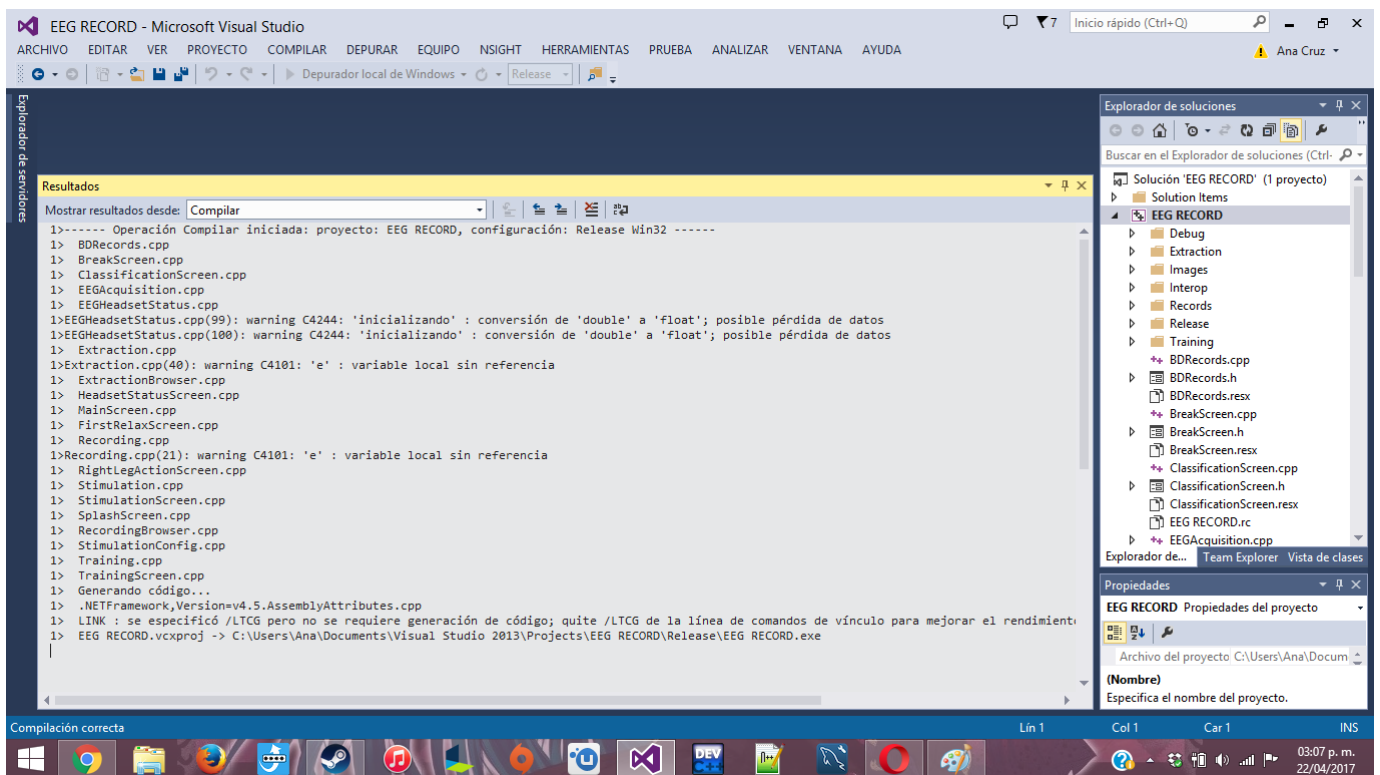 EEG RECORD - Microsoft Visual Studio
7
Inicio rápido (Ctrl+Q)
ARCHIVO EDITAR VER PROYECTO COMPILAR DEPURAR EQUIPO NSIGHT HERRAMIENTAS PRUEBA ANALIZAR VENTANA AYUDA
Ana Cruz
Depurador local de Windows Release
Explorador de servidores
Resultados
Mostrar resultados desde: Compilar
1>------ Operación Compilar iniciada: proyecto: EEG RECORD, configuración: Release Win32 ------
1> BDRecords.cpp
1> BreakScreen.cpp
1> ClassificationScreen.cpp
1> EEGAcquisition.cpp
1> EEGHeadsetStatus.cpp
1>EEGHeadsetStatus.cpp(99): warning C4244: 'inicializando' : conversión de 'double' a 'float'; posible pérdida de datos
1>EEGHeadsetStatus.cpp(100): warning C4244: 'inicializando' : conversión de 'double' a 'float'; posible pérdida de datos
1> Extraction.cpp
1>Extraction.cpp(40): warning C4101: 'e' : variable local sin referencia
1> ExtractionBrowser.cpp
1> HeadsetStatusScreen.cpp
1> MainScreen.cpp
1> FirstRelaxScreen.cpp
1> Recording.cpp
1>Recording.cpp(21): warning C4101: 'e' : variable local sin referencia
1> RightLegActionScreen.cpp
1> Stimulation.cpp
1> StimulationScreen.cpp
1> SplashScreen.cpp
1> RecordingBrowser.cpp
1> StimulationConfig.cpp
1> Training.cpp
1> TrainingScreen.cpp
1> Generando código...
1> .NETFramework,Version=v4.5.AssemblyAttributes.cpp
1> LINK : se especificó /LTCG pero no se requiere generación de código; quite /LTCG de la línea de comandos de vínculo para mejorar el rendimient
1> EEG RECORD.vcxproj -> C:\Users\Ana\Documents\Visual Studio 2013\Projects\EEG RECORD\Release\EEG RECORD.exe
Explorador de soluciones
Buscar en el Explorador de soluciones (Ctrl-
Solución 'EEG RECORD' (1 proyecto)
Solution Items
EEG RECORD
Debug
Extraction
Images
Interop
Records
Release
Training
BDRecords.cpp
BDRecords.h
BDRecords.resx
BreakScreen.cpp
BreakScreen.h
BreakScreen.resx
ClassificationScreen.cpp
ClassificationScreen.h
ClassificationScreen.resx
EEG RECORD.rc
EEGAcquisition.cpp
Explorador de... Team Explorer Vista de clases
Propiedades
EEG RECORD Propiedades del proyecto
Archivo del proyecto C:\Users\Ana\Docum
(Nombre)
Especifica el nombre del proyecto.
Compilación correcta
Lín 1 Col 1 Car 1 INS
DEV
C++
03:07 p. m.
22/04/2017